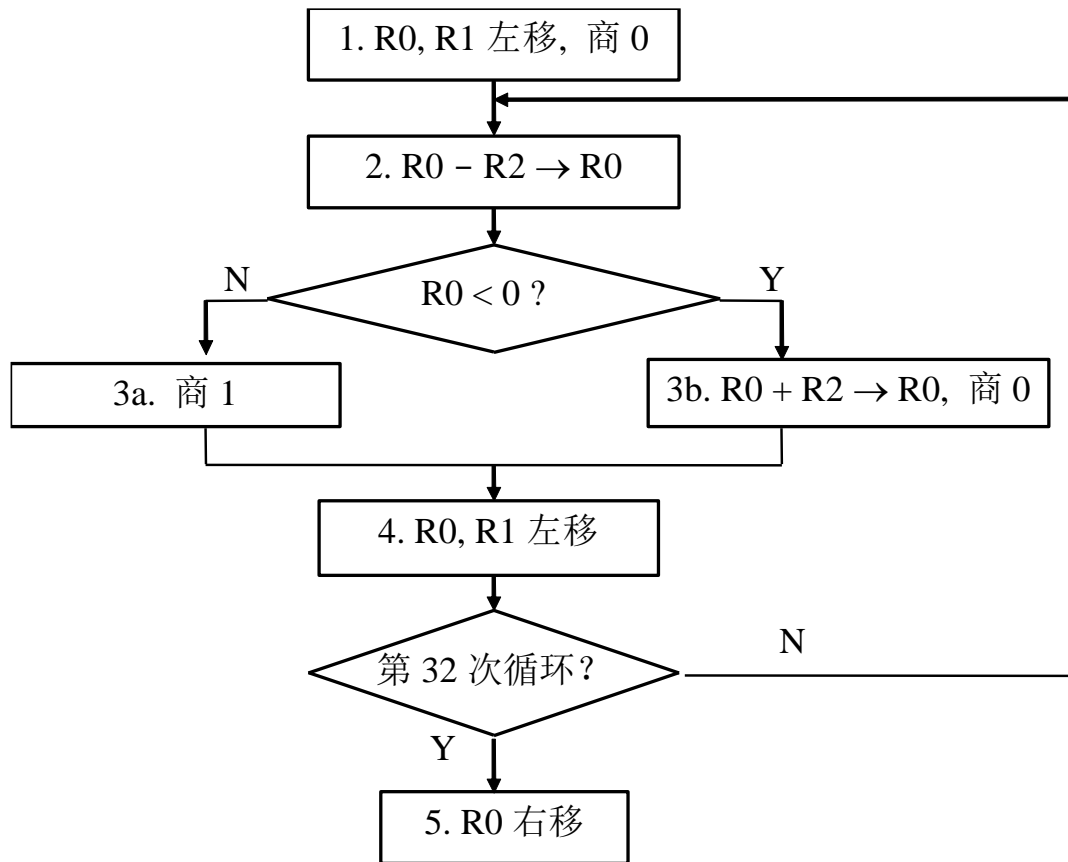 1. R0, R1 左移, 商 0
2. R0 − R2 → R0
R0 < 0 ?
N
Y
3a. 商 1
3b. R0 + R2 → R0, 商 0
4. R0, R1 左移
第 32 次循环?
N
Y
5. R0 右移